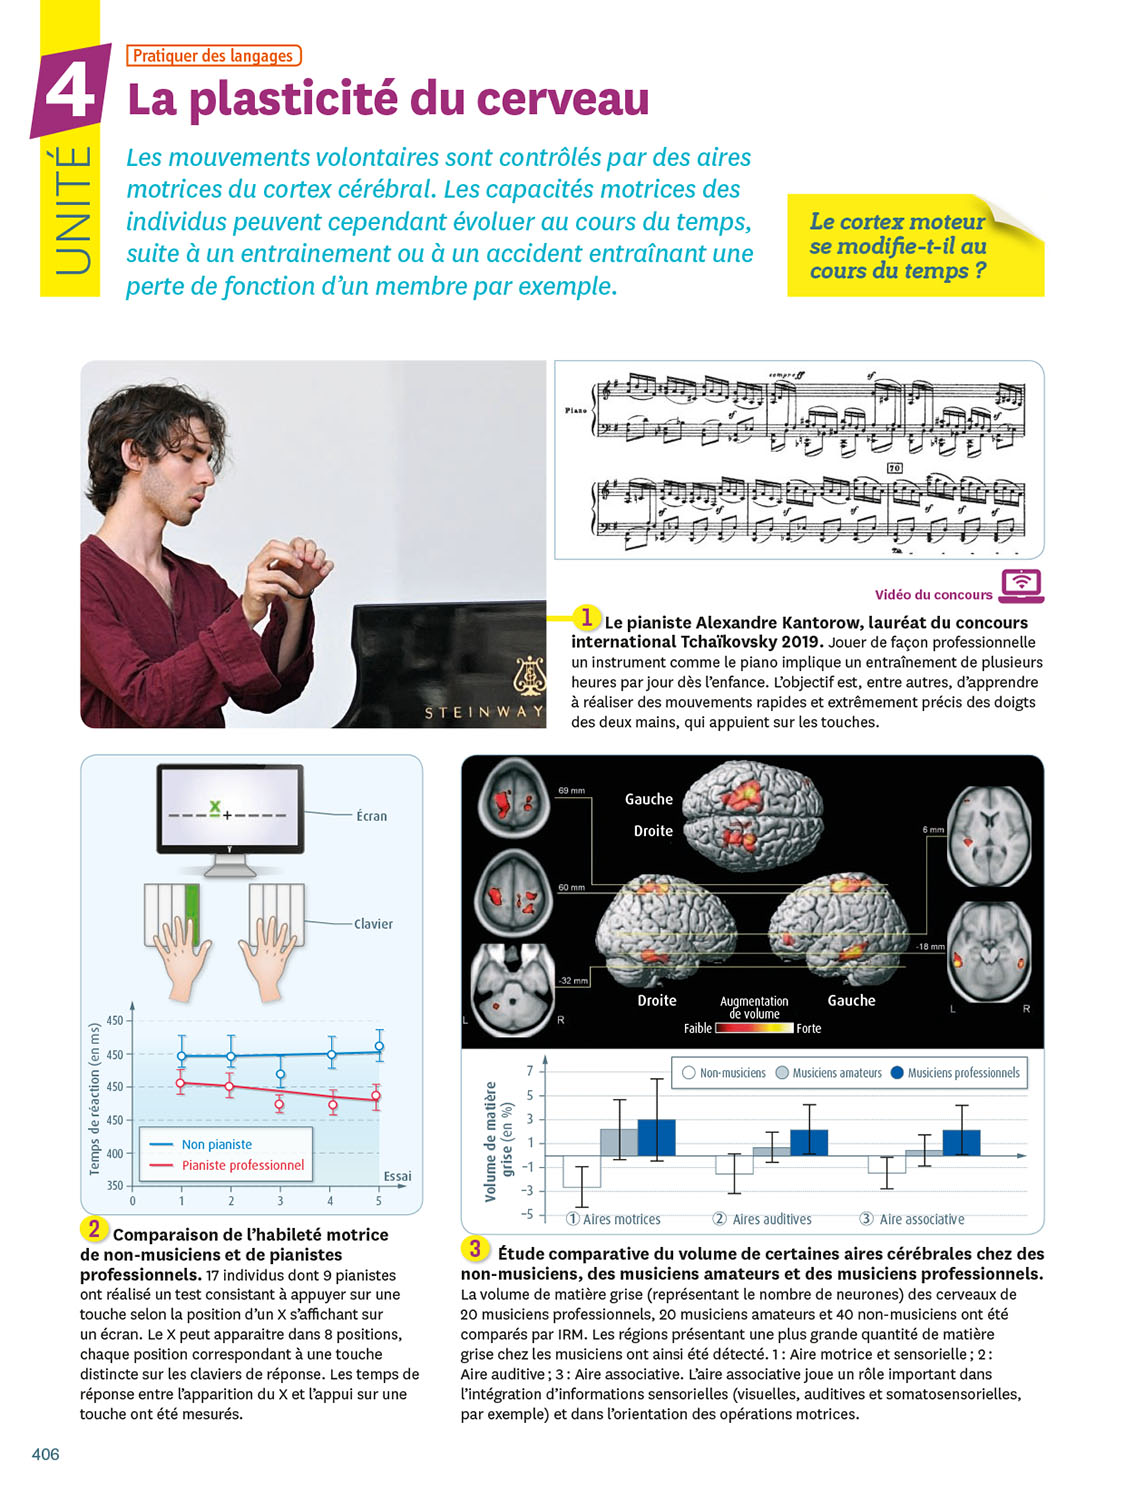 4
UNITÉ
Pratiquer des langages
La plasticité du cerveau
Les mouvements volontaires sont contrôlés par des aires
motrices du cortex cérébral. Les capacités motrices des
individus peuvent cependant évoluer au cours du temps,
suite à un entrainement ou à un accident entraînant une
perte de fonction d'un membre par exemple.
Le cortex moteur
se modifie-t-il au
cours du temps ?
STEINWAY
Piano
sempre ff
sf
sf
sf
70
sf
sf
sf
sf
sf
Vidéo du concours
1 Le pianiste Alexandre Kantorow, lauréat du concours
international Tchaïkovsky 2019. Jouer de façon professionnelle
un instrument comme le piano implique un entraînement de plusieurs
heures par jour dès l'enfance. L'objectif est, entre autres, d'apprendre
à réaliser des mouvements rapides et extrêmement précis des doigts
des deux mains, qui appuient sur les touches.
X
+
Écran
Clavier
Temps de réaction (en ms)
450
450
450
450
400
350
0 1 2 3 4 5
Essai
Non pianiste
Pianiste professionnel
2 Comparaison de l'habileté motrice
de non-musiciens et de pianistes
professionnels. 17 individus dont 9 pianistes
ont réalisé un test consistant à appuyer sur une
touche selon la position d'un X s'affichant sur
un écran. Le X peut apparaitre dans 8 positions,
chaque position correspondant à une touche
distincte sur les claviers de réponse. Les temps de
réponse entre l'apparition du X et l'appui sur une
touche ont été mesurés.
69 mm
60 mm
-32 mm
L R
Gauche
Droite
6 mm
-18 mm
L R
Droite
Gauche
Augmentation
de volume
Faible Forte
Volume de matière
grise (en %)
7
5
3
1
−1
−3
−5
Non-musiciens Musiciens amateurs Musiciens professionnels
① Aires motrices ② Aires auditives ③ Aire associative
3 Étude comparative du volume de certaines aires cérébrales chez des
non-musiciens, des musiciens amateurs et des musiciens professionnels.
La volume de matière grise (représentant le nombre de neurones) des cerveaux de
20 musiciens professionnels, 20 musiciens amateurs et 40 non-musiciens ont été
comparés par IRM. Les régions présentant une plus grande quantité de matière
grise chez les musiciens ont ainsi été détecté. 1 : Aire motrice et sensorielle ; 2 :
Aire auditive ; 3 : Aire associative. L'aire associative joue un rôle important dans
l'intégration d'informations sensorielles (visuelles, auditives et somatosensorielles,
par exemple) et dans l'orientation des opérations motrices.
406